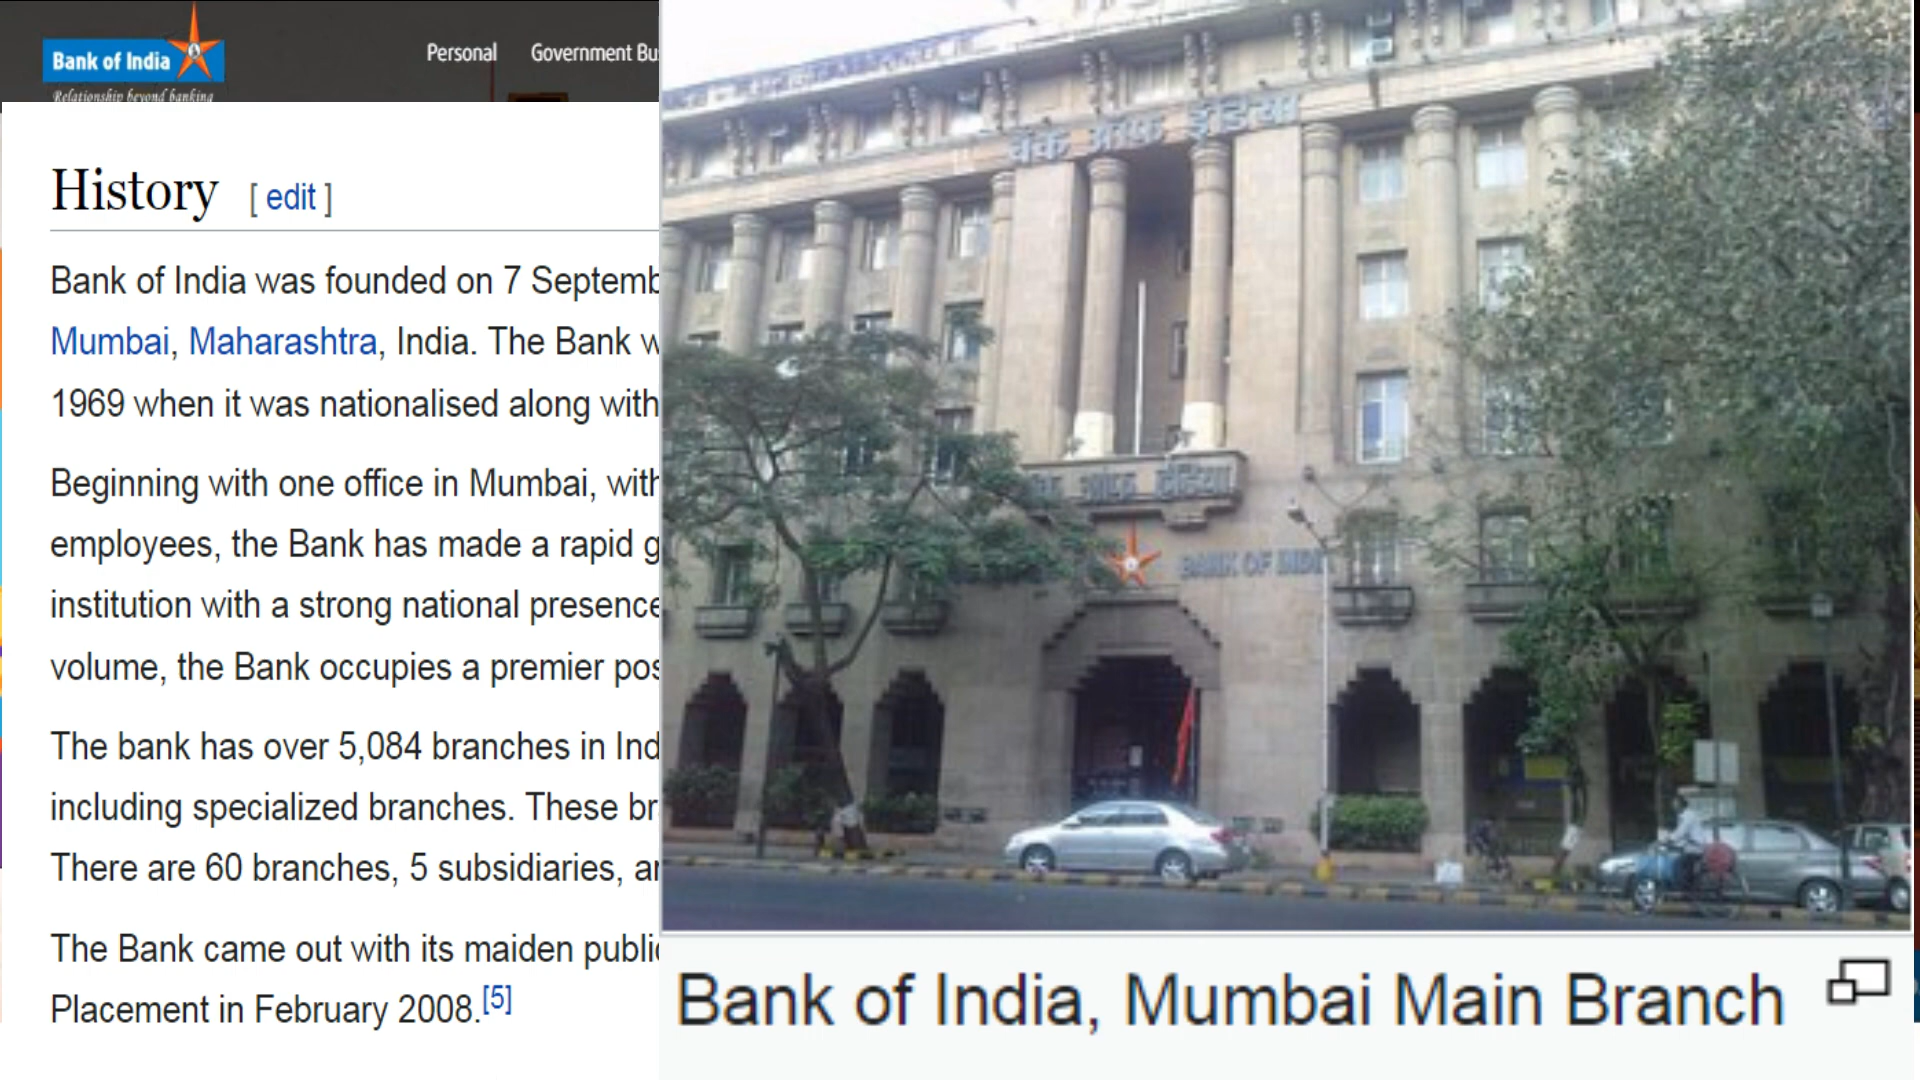 Bank of India
Relationship beyond banking
Personal Government Bu
History [ edit ]
Bank of India was founded on 7 Septemb
Mumbai, Maharashtra, India. The Bank w
1969 when it was nationalised along with
Beginning with one office in Mumbai, with
employees, the Bank has made a rapid g
institution with a strong national presence
volume, the Bank occupies a premier pos
The bank has over 5,084 branches in Ind
including specialized branches. These br
There are 60 branches, 5 subsidiaries, an
The Bank came out with its maiden public
Placement in February 2008.[5]
बैंक ऑफ़ इंडिया
बैंक ऑफ़ इंडिया
BANK OF INDI
Bank of India, Mumbai Main Branch